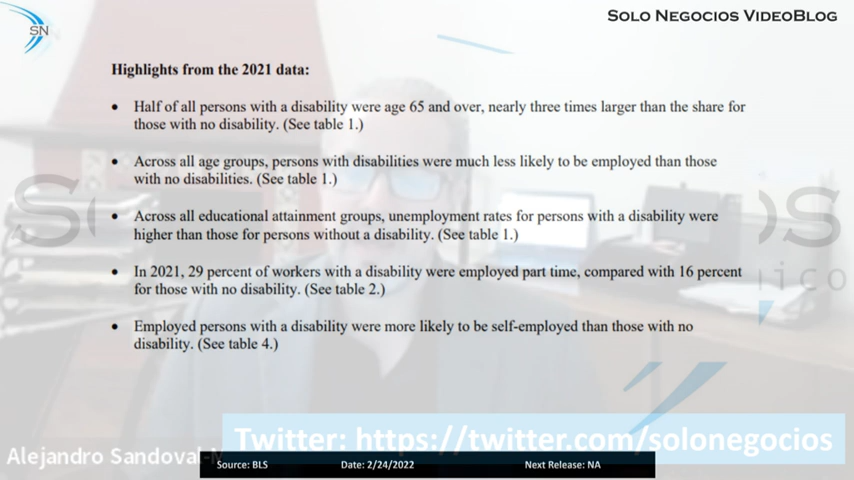 SN
SOLO NEGOCIOS VIDEOBLOG
Highlights from the 2021 data:
• Half of all persons with a disability were age 65 and over, nearly three times larger than the share for
those with no disability. (See table 1.)
• Across all age groups, persons with disabilities were much less likely to be employed than those
with no disabilities. (See table 1.)
• Across all educational attainment groups, unemployment rates for persons with a disability were
higher than those for persons without a disability. (See table 1.)
• In 2021, 29 percent of workers with a disability were employed part time, compared with 16 percent
for those with no disability. (See table 2.)
• Employed persons with a disability were more likely to be self-employed than those with no
disability. (See table 4.)
Twitter: https://twitter.com/solonegocios
Alejandro Sandoval
Source: BLS Date: 2/24/2022 Next Release: NA